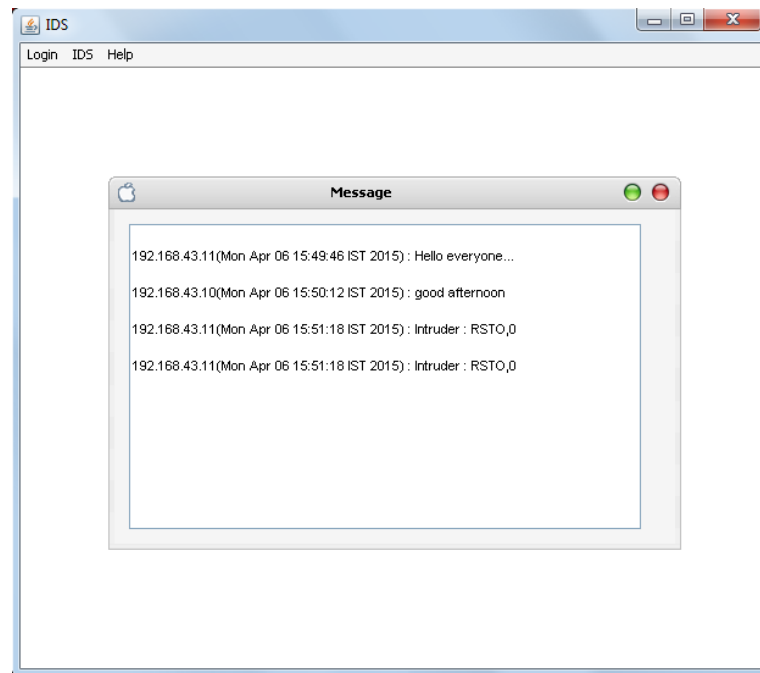 IDS
Login IDS Help
Message
192.168.43.11(Mon Apr 06 15:49:46 IST 2015) : Hello everyone...
192.168.43.10(Mon Apr 06 15:50:12 IST 2015) : good afternoon
192.168.43.11(Mon Apr 06 15:51:18 IST 2015) : Intruder : RSTO,0
192.168.43.11(Mon Apr 06 15:51:18 IST 2015) : Intruder : RSTO,0